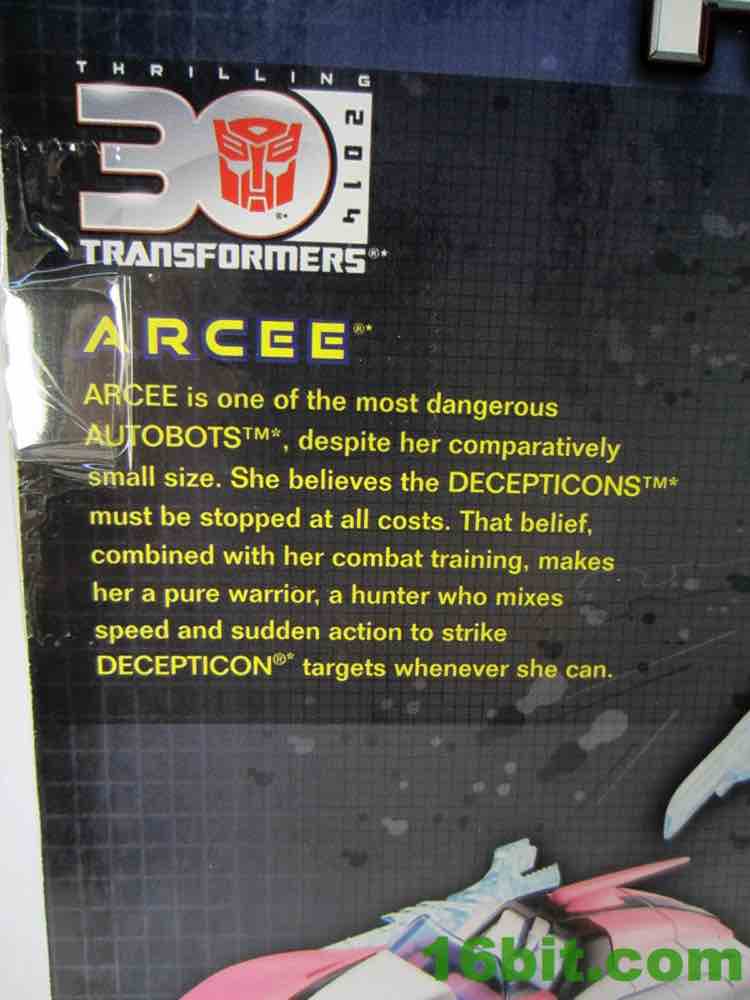 THRILLING
30
2014
TRANSFORMERS®*
ARCEE®*
ARCEE is one of the most dangerous
AUTOBOTS™*, despite her comparatively
small size. She believes the DECEPTICONS™*
must be stopped at all costs. That belief,
combined with her combat training, makes
her a pure warrior, a hunter who mixes
speed and sudden action to strike
DECEPTICON®* targets whenever she can.
16bit.com